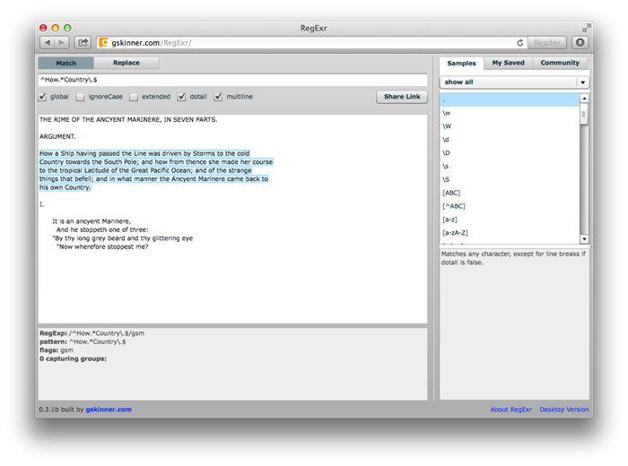 RegExr
gskinner.com/RegExr/
Reader
Match Replace
^How.*Country\.$
global ignoreCase extended dotall multiline Share Link
THE RIME OF THE ANCYENT MARINERE, IN SEVEN PARTS.
ARGUMENT.
How a Ship having passed the Line was driven by Storms to the cold
Country towards the South Pole; and how from thence she made her course
to the tropical Latitude of the Great Pacific Ocean; and of the strange
things that befell; and in what manner the Ancyent Marinere came back to
his own Country.
I.
It is an ancyent Marinere,
And he stoppeth one of three:
"By thy long grey beard and thy glittering eye
"Now wherefore stoppest me?
RegExp: /^How.*Country\.$/gsm
pattern: ^How.*Country\.$
flags: gsm
0 capturing groups:
Samples My Saved Community
show all
.
\w
\W
\d
\D
\s
\S
[ABC]
[^ABC]
[a-z]
[a-zA-Z]
Matches any character, except for line breaks if
dotall is false.
0.3.1b built by gskinner.com
About RegExr Desktop Version